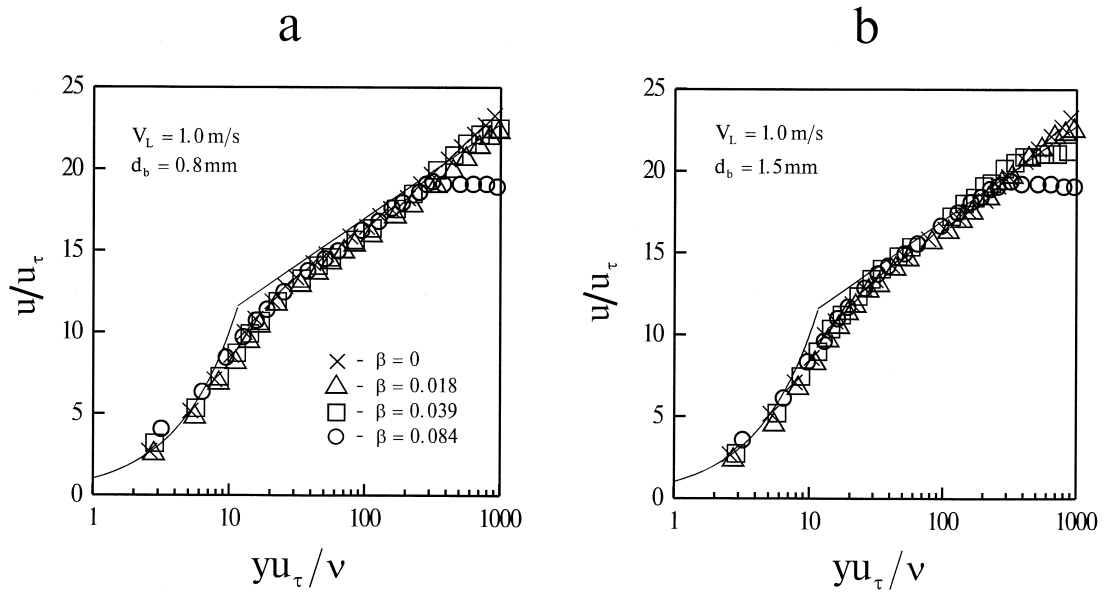 a
25
20
15
10
5
0
u/u_τ
V_L = 1.0 m/s
d_b = 0.8 mm
× - β = 0
△ - β = 0.018
□ - β = 0.039
○ - β = 0.084
1 10 100 1000
yu_τ/ν
b
25
20
15
10
5
0
u/u_τ
V_L = 1.0 m/s
d_b = 1.5 mm
1 10 100 1000
yu_τ/ν